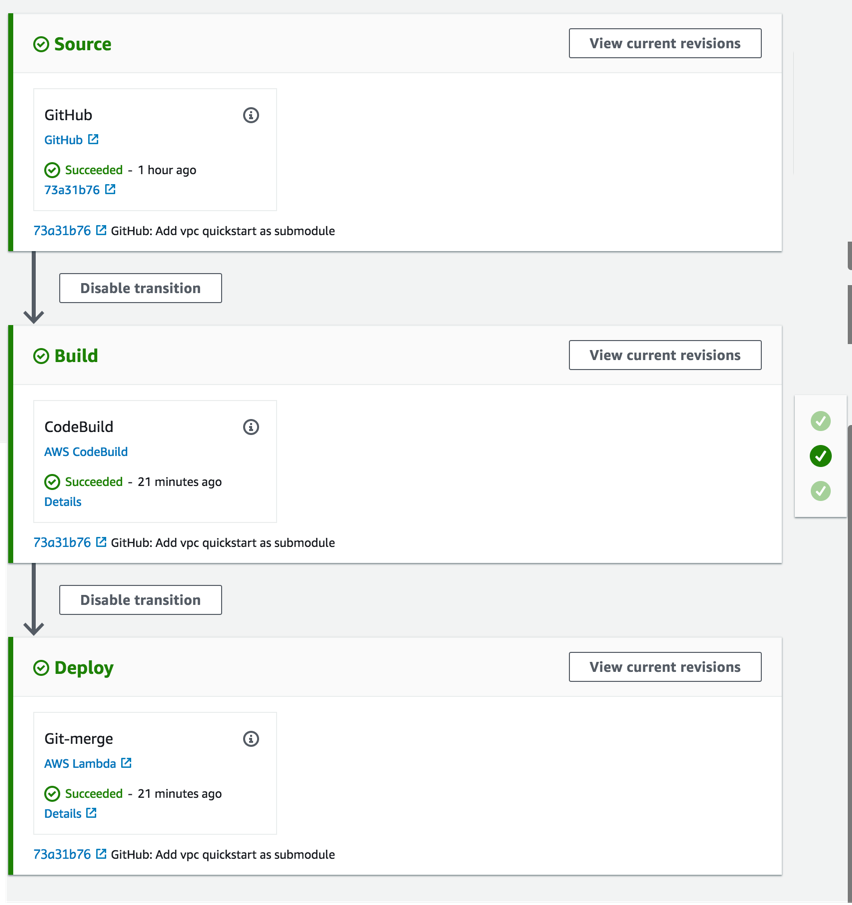 Source
View current revisions
GitHub
GitHub
Succeeded - 1 hour ago
73a31b76
73a31b76 GitHub: Add vpc quickstart as submodule
Disable transition
Build
View current revisions
CodeBuild
AWS CodeBuild
Succeeded - 21 minutes ago
Details
73a31b76 GitHub: Add vpc quickstart as submodule
Disable transition
Deploy
View current revisions
Git-merge
AWS Lambda
Succeeded - 21 minutes ago
Details
73a31b76 GitHub: Add vpc quickstart as submodule